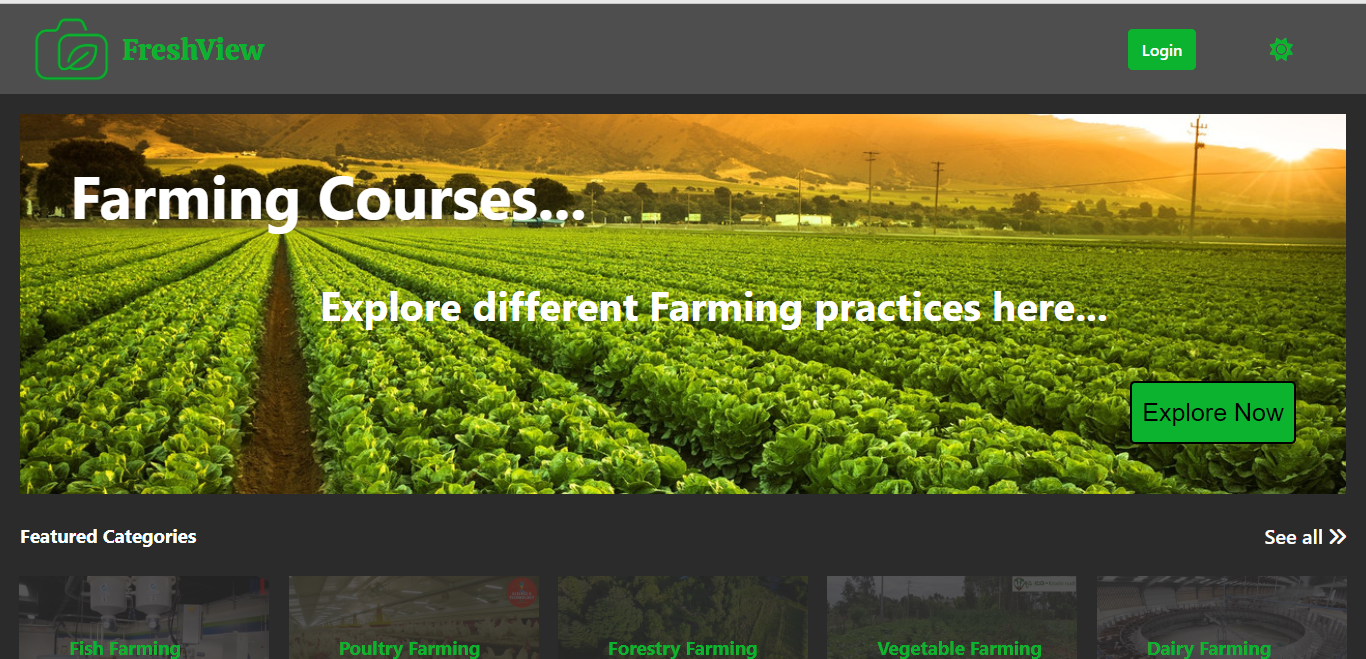 FreshView
Login
Farming Courses...
Explore different Farming practices here...
Explore Now
Featured Categories
See all
Fish Farming
Poultry Farming
Forestry Farming
Vegetable Farming
Dairy Farming